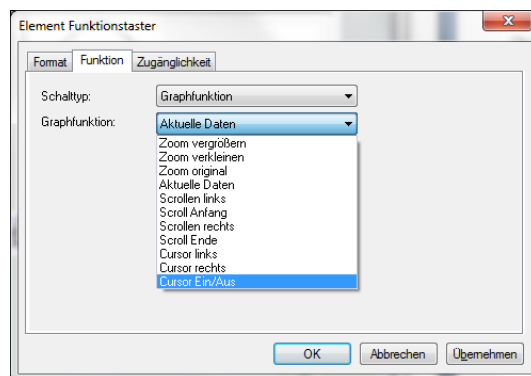 Element Funktionstaster
Format Funktion Zugänglichkeit
Schalttyp: Graphfunktion
Graphfunktion: Aktuelle Daten
Zoom vergrößern
Zoom verkleinen
Zoom original
Aktuelle Daten
Scrollen links
Scroll Anfang
Scrollen rechts
Scroll Ende
Cursor links
Cursor rechts
Cursor Ein/Aus
OK Abbrechen Übernehmen